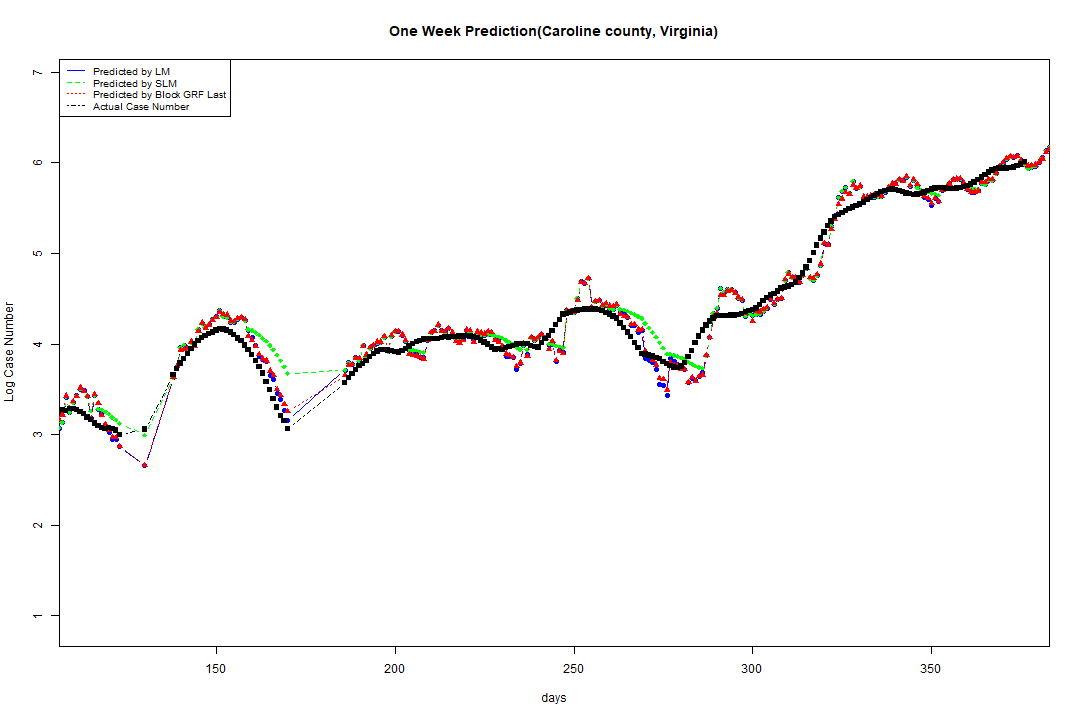 One Week Prediction(Caroline county, Virginia)
Predicted by LM
Predicted by SLM
Predicted by Block GRF Last
Actual Case Number
7
6
5
4
3
2
1
Log Case Number
150 200 250 300 350
days